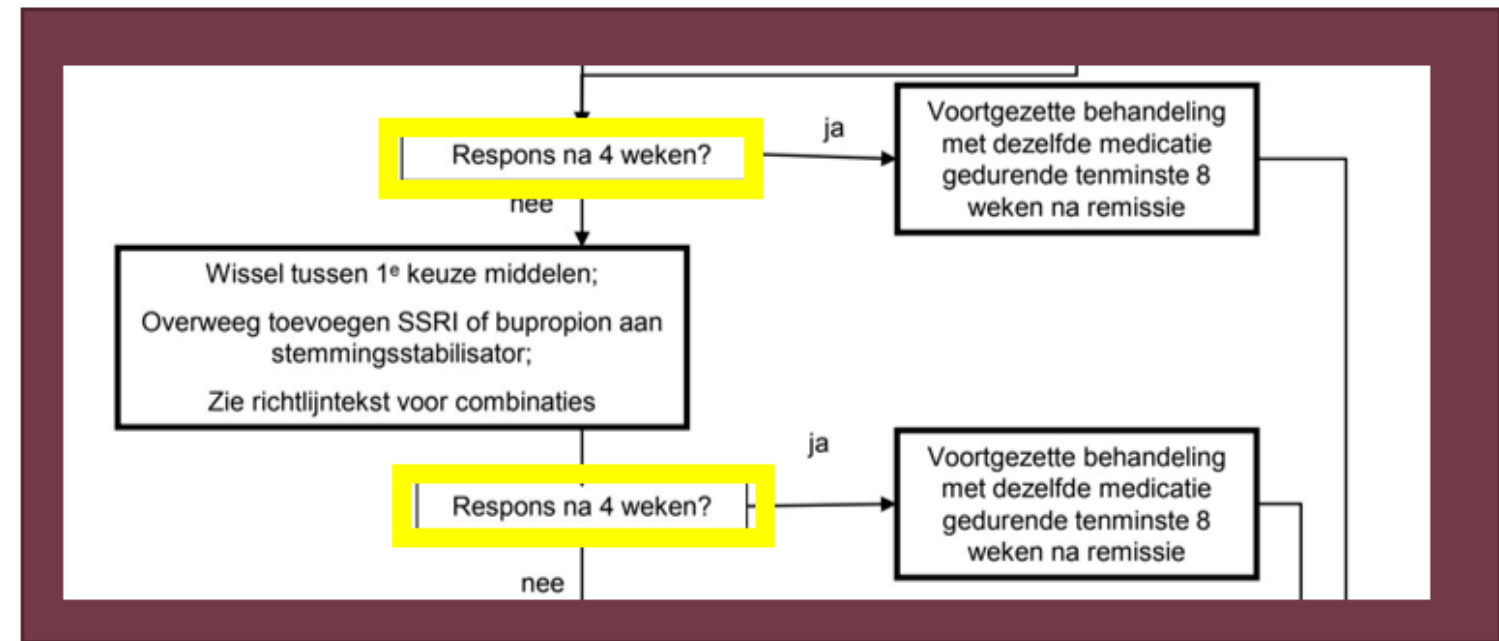 Respons na 4 weken?
ja
Voortgezette behandeling
met dezelfde medicatie
gedurende tenminste 8
weken na remissie
nee
Wissel tussen 1e keuze middelen;
Overweeg toevoegen SSRI of bupropion aan
stemmingsstabilisator;
Zie richtlijntekst voor combinaties
Respons na 4 weken?
ja
Voortgezette behandeling
met dezelfde medicatie
gedurende tenminste 8
weken na remissie
nee